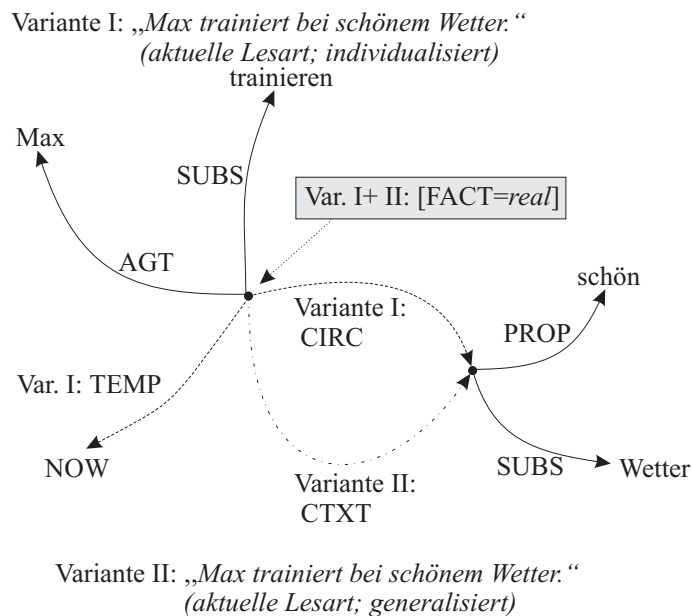 Variante I: „Max trainiert bei schönem Wetter.“
(aktuelle Lesart; individualisiert)
trainieren
Max
SUBS
Var. I+ II: [FACT=real]
AGT
schön
Variante I:
CIRC
PROP
Var. I: TEMP
NOW
SUBS
Wetter
Variante II:
CTXT
Variante II: „Max trainiert bei schönem Wetter.“
(aktuelle Lesart; generalisiert)